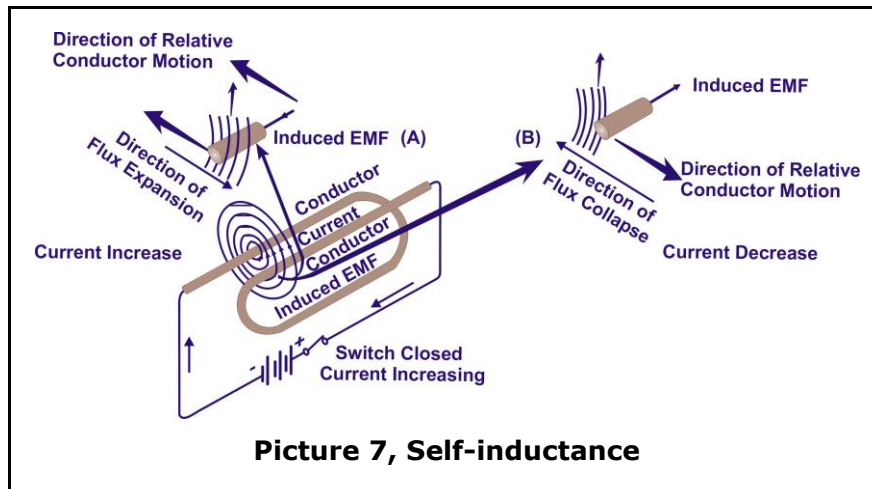 Direction of Relative
Conductor Motion
Induced EMF (A)
Direction of
Flux Expansion
Current Increase
Conductor
Current
Conductor
Induced EMF
- +
Switch Closed
Current Increasing
(B)
Induced EMF
Direction of Relative
Conductor Motion
Direction of
Flux Collapse
Current Decrease
Picture 7, Self-inductance